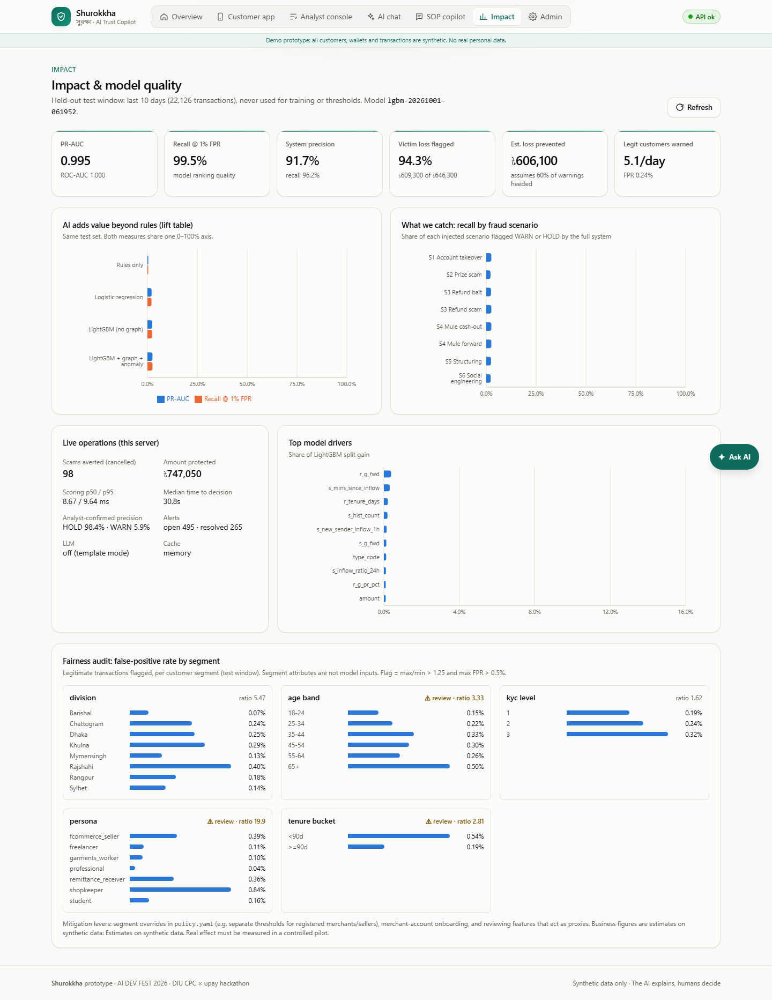 Shurokkha
সুরক্ষা · AI Trust Copilot
Overview
Customer app
Analyst console
AI chat
SOP copilot
Impact
Admin
API ok
Demo prototype: all customers, wallets and transactions are synthetic. No real personal data.
IMPACT
Impact & model quality
Held-out test window: last 10 days (22,126 transactions), never used for training or thresholds. Model lgbm-20261001-
061952.
Refresh
PR-AUC
0.995
ROC-AUC 1.000
Recall @ 1% FPR
99.5%
model ranking quality
System precision
91.7%
recall 96.2%
Victim loss flagged
94.3%
৳609,300 of ৳646,300
Est. loss prevented
৳606,100
assumes 60% of warnings
heeded
Legit customers warned
5.1/day
FPR 0.24%
AI adds value beyond rules (lift table)
Same test set. Both measures share one 0–100% axis.
Rules only
Logistic regression
LightGBM (no graph)
LightGBM + graph +
anomaly
0.0% 25.0% 50.0% 75.0% 100.0%
PR-AUC Recall @ 1% FPR
What we catch: recall by fraud scenario
Share of each injected scenario flagged WARN or HOLD by the full system
S1 Account takeover
S2 Prize scam
S3 Refund bait
S3 Refund scam
S4 Mule cash-out
S4 Mule forward
S5 Structuring
S6 Social
engineering
0.0% 25.0% 50.0% 75.0% 100.0%
Live operations (this server)
Scams averted (cancelled)
98
Amount protected
৳747,050
Scoring p50 / p95
8.67 / 9.64 ms
Median time to decision
30.8s
Analyst-confirmed precision
HOLD 98.4% · WARN 5.9%
Alerts
open 495 · resolved 265
LLM
off (template mode)
Cache
memory
Top model drivers
Share of LightGBM split gain
r_g_fwd
s_mins_since_inflow
r_tenure_days
s_hist_count
s_new_sender_inflow_1h
s_g_fwd
type_code
s_inflow_ratio_24h
r_g_pr_pct
amount
0.0% 4.0% 8.0% 12.0% 16.0%
Ask AI
Fairness audit: false-positive rate by segment
Legitimate transactions flagged, per customer segment (test window). Segment attributes are not model inputs. Flag = max/min > 1.25 and max FPR > 0.5%.
division ratio 5.47
Barishal 0.07%
Chattogram 0.24%
Dhaka 0.25%
Khulna 0.29%
Mymensingh 0.13%
Rajshahi 0.40%
Rangpur 0.18%
Sylhet 0.14%
age band ⚠ review · ratio 3.33
18-24 0.15%
25-34 0.22%
35-44 0.33%
45-54 0.30%
55-64 0.26%
65+ 0.50%
kyc level ratio 1.62
1 0.19%
2 0.24%
3 0.32%
persona ⚠ review · ratio 19.9
fcommerce_seller 0.39%
freelancer 0.11%
garments_worker 0.10%
professional 0.04%
remittance_receiver 0.36%
shopkeeper 0.84%
student 0.16%
tenure bucket ⚠ review · ratio 2.81
<90d 0.54%
>=90d 0.19%
Mitigation levers: segment overrides in policy.yaml (e.g. separate thresholds for registered merchants/sellers), merchant-account onboarding, and reviewing features that act as proxies. Business figures are estimates on
synthetic data: Estimates on synthetic data. Real effect must be measured in a controlled pilot.
Shurokkha prototype · AI DEV FEST 2026 · DIU CPC × upay hackathon
Synthetic data only · The AI explains, humans decide